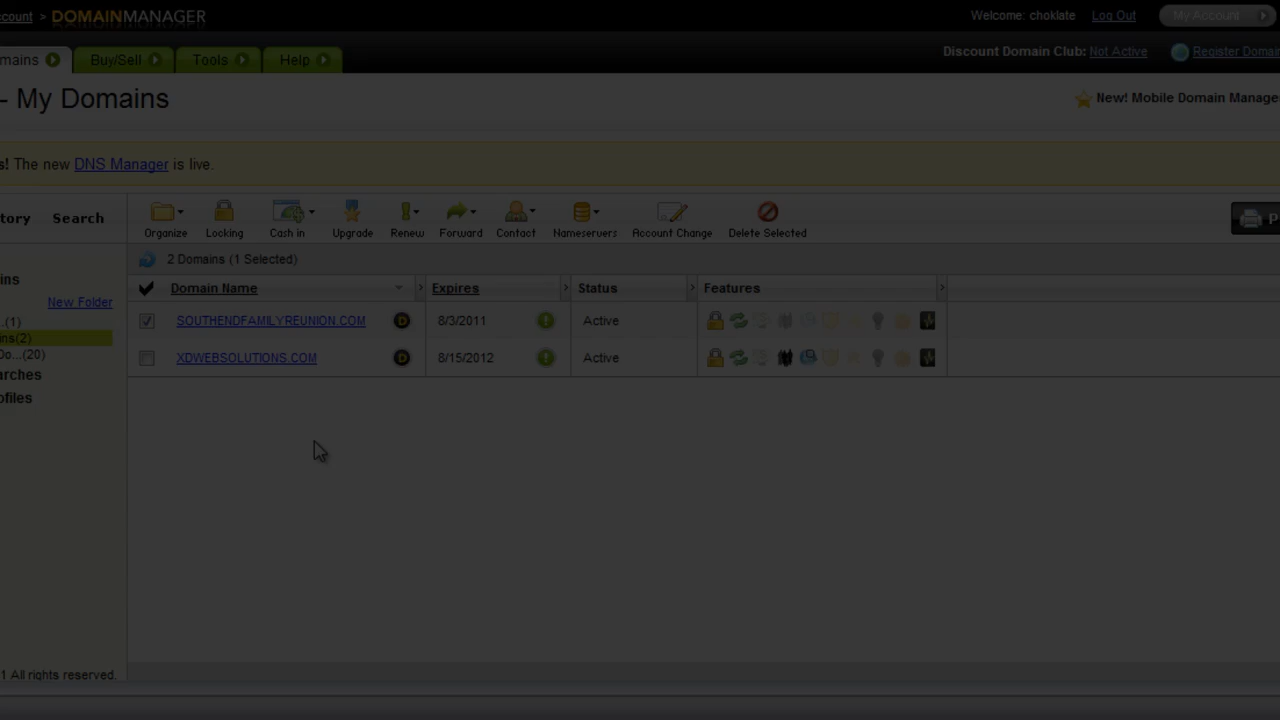 ccount > DOMAINMANAGER
Welcome: choklate Log Out My Account
mains Buy/Sell Tools Help
Discount Domain Club: Not Active Register Domain
- My Domains
New! Mobile Domain Manage
s! The new DNS Manager is live.
tory Search
Organize Locking Cash in Upgrade Renew Forward Contact Nameservers Account Change Delete Selected
P
2 Domains (1 Selected)
ins
New Folder
Domain Name Expires Status Features
..(1)
SOUTHENDFAMILYREUNION.COM D 8/3/2011 Active
ins(2)
Do...(20)
XDWEBSOLUTIONS.COM D 8/15/2012 Active
arches
ofiles
1 All rights reserved.